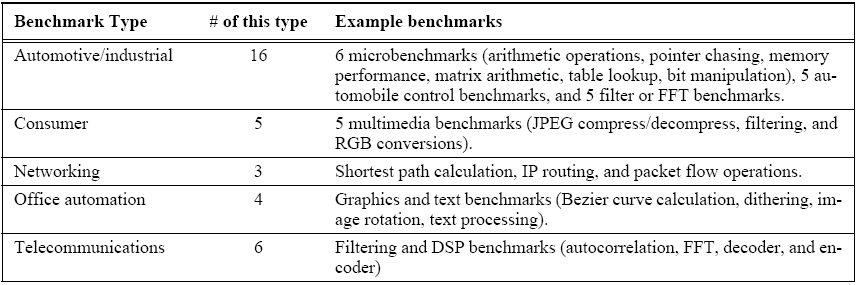 Benchmark Type # of this type Example benchmarks
Automotive/industrial 16 6 microbenchmarks (arithmetic operations, pointer chasing, memory
performance, matrix arithmetic, table lookup, bit manipulation), 5 au-
tomobile control benchmarks, and 5 filter or FFT benchmarks.
Consumer 5 5 multimedia benchmarks (JPEG compress/decompress, filtering, and
RGB conversions).
Networking 3 Shortest path calculation, IP routing, and packet flow operations.
Office automation 4 Graphics and text benchmarks (Bezier curve calculation, dithering, im-
age rotation, text processing).
Telecommunications 6 Filtering and DSP benchmarks (autocorrelation, FFT, decoder, and en-
coder)